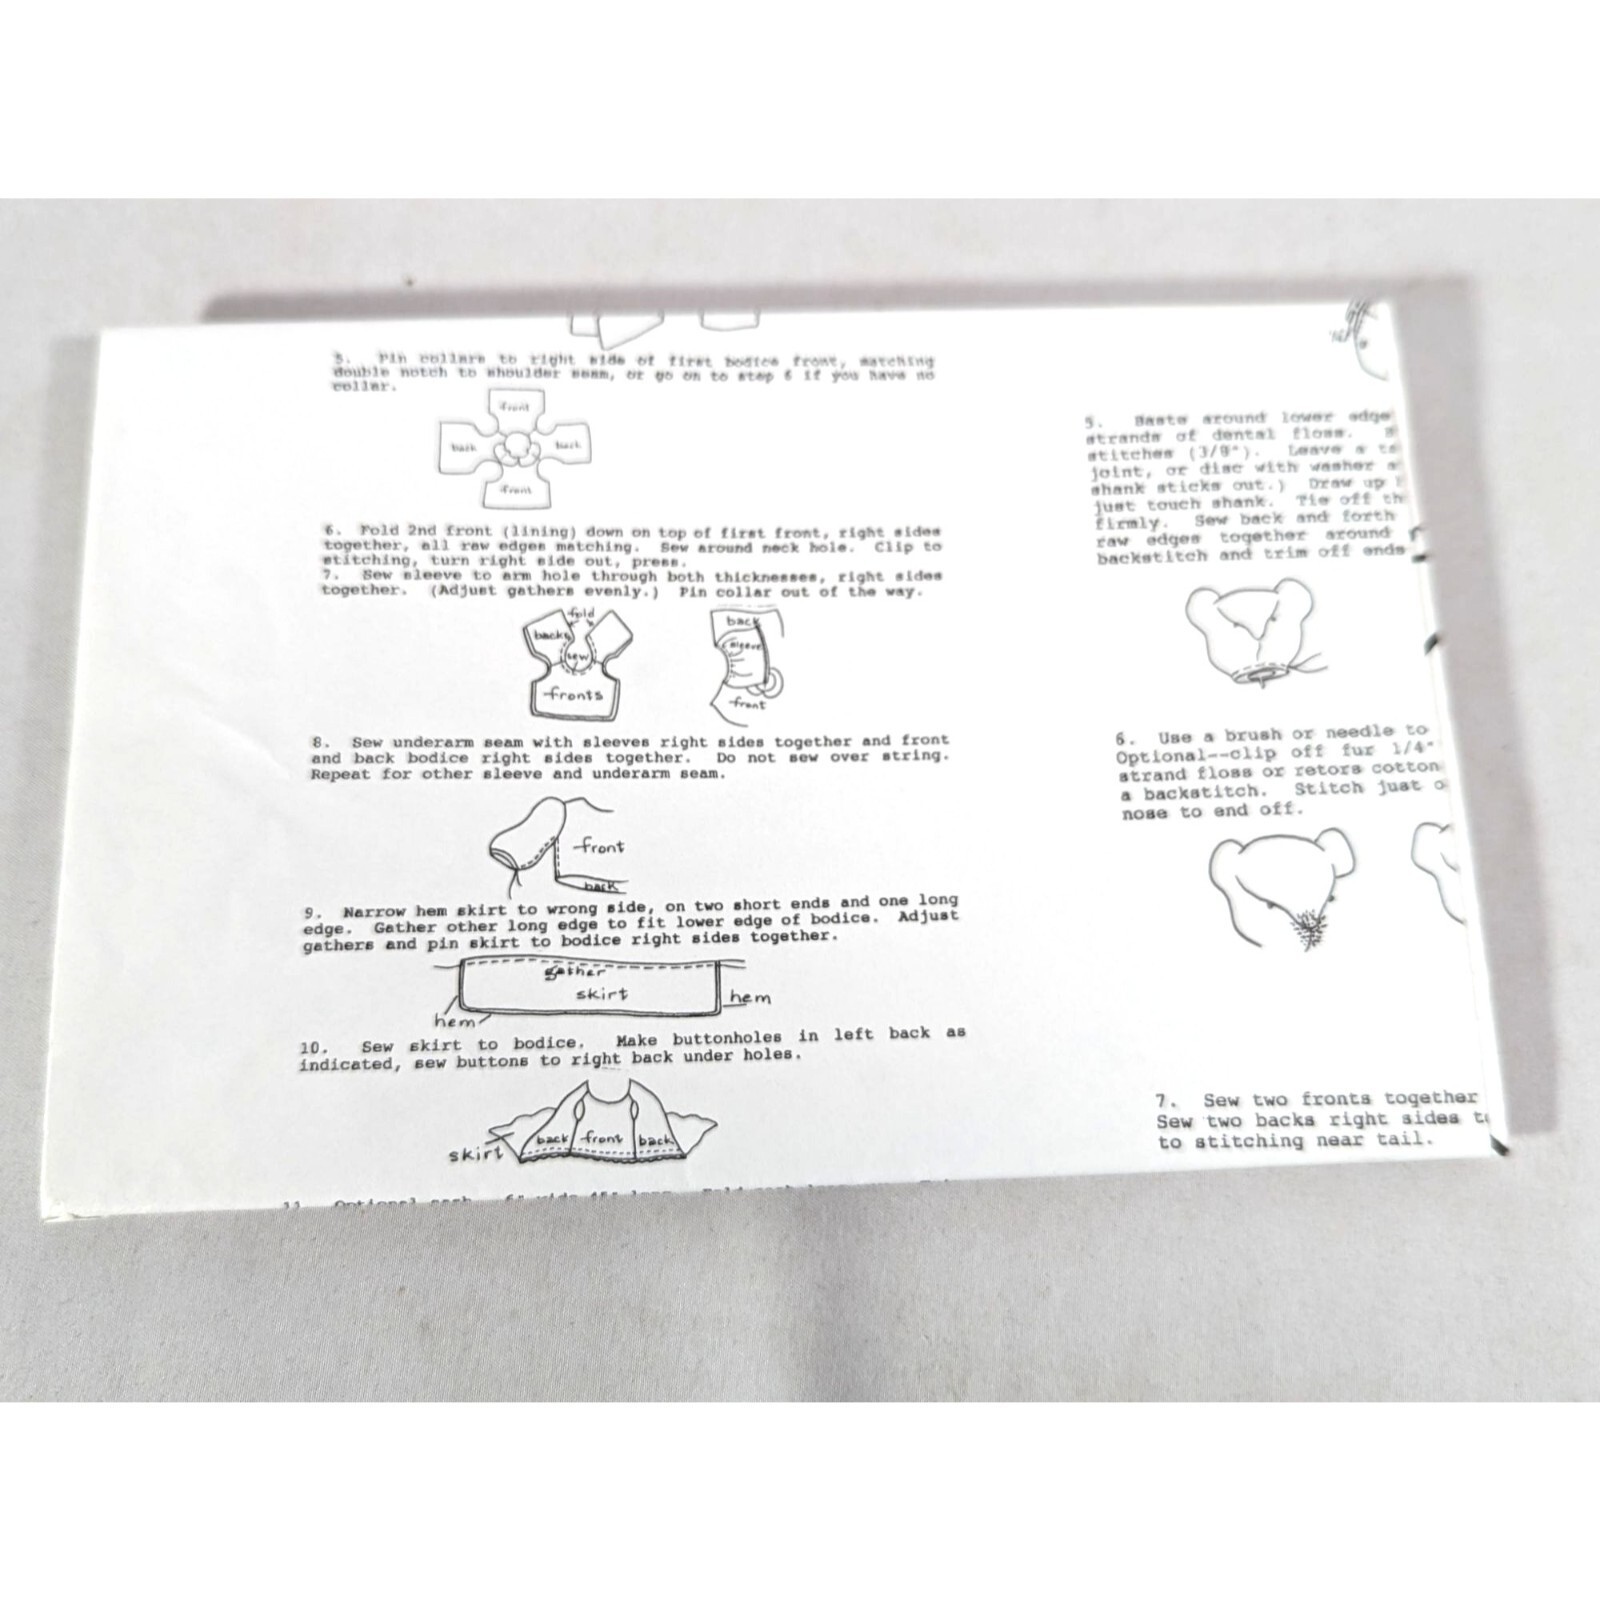 5. Pin collars to right side of first bodice front, matching
double notch to shoulder seam, or go on to step 6 if you have no
collar.
front
back back
front
6. Fold 2nd front (lining) down on top of first front, right sides
together, all raw edges matching. Sew around neck hole. Clip to
stitching, turn right side out, press.
7. Sew sleeve to arm hole through both thicknesses, right sides
together. (Adjust gathers evenly.) Pin collar out of the way.
fold
backs
sew
fronts
back
sleeve
front
8. Sew underarm seam with sleeves right sides together and front
and back bodice right sides together. Do not sew over string.
Repeat for other sleeve and underarm seam.
front
back
9. Narrow hem skirt to wrong side, on two short ends and one long
edge. Gather other long edge to fit lower edge of bodice. Adjust
gathers and pin skirt to bodice right sides together.
gather
skirt
hem
hem
10. Sew skirt to bodice. Make buttonholes in left back as
indicated, sew buttons to right back under holes.
back front back
skirt
11 Optional
5. Baste around lower edge
strands of dental floss.
stitches (3/8"). Leave a
joint, or disc with washer
shank sticks out.) Draw up
just touch shank. Tie off th
firmly. Sew back and forth
raw edges together around
backstitch and trim off ends
6. Use a brush or needle to
Optional--clip off fur 1/4"
strand floss or retors cotton
a backstitch. Stitch just o
nose to end off.
7. Sew two fronts together
Sew two backs right sides t
to stitching near tail.